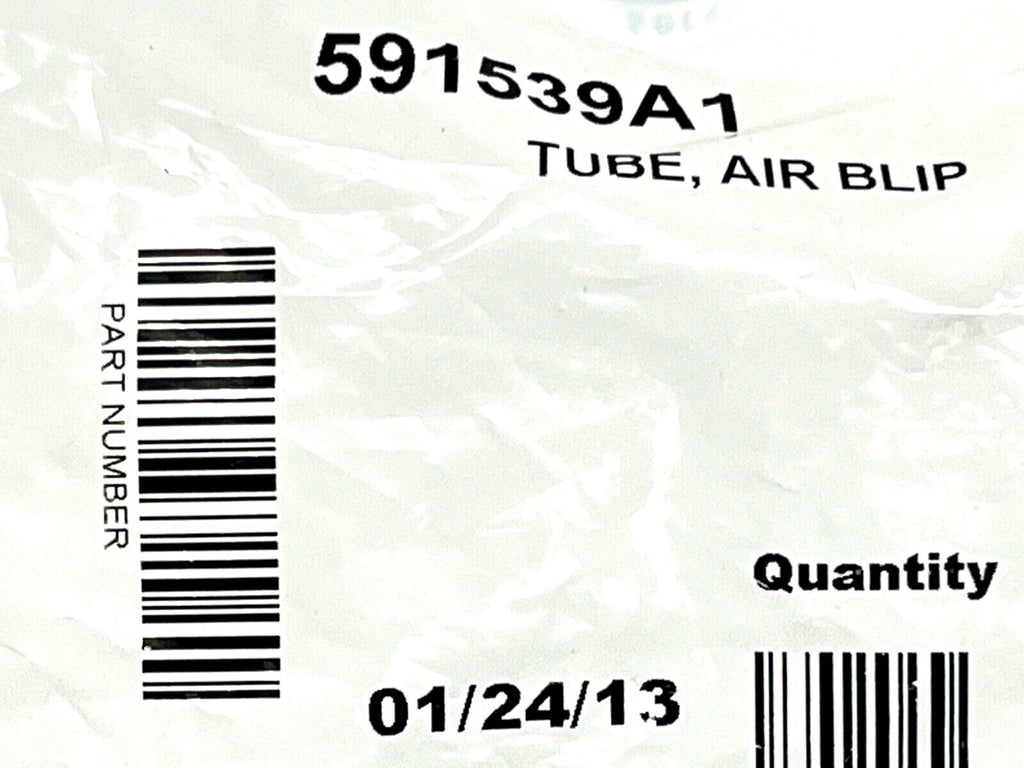 591539A1
TUBE, AIR BLIP
PART NUMBER
Quantity
01/24/13